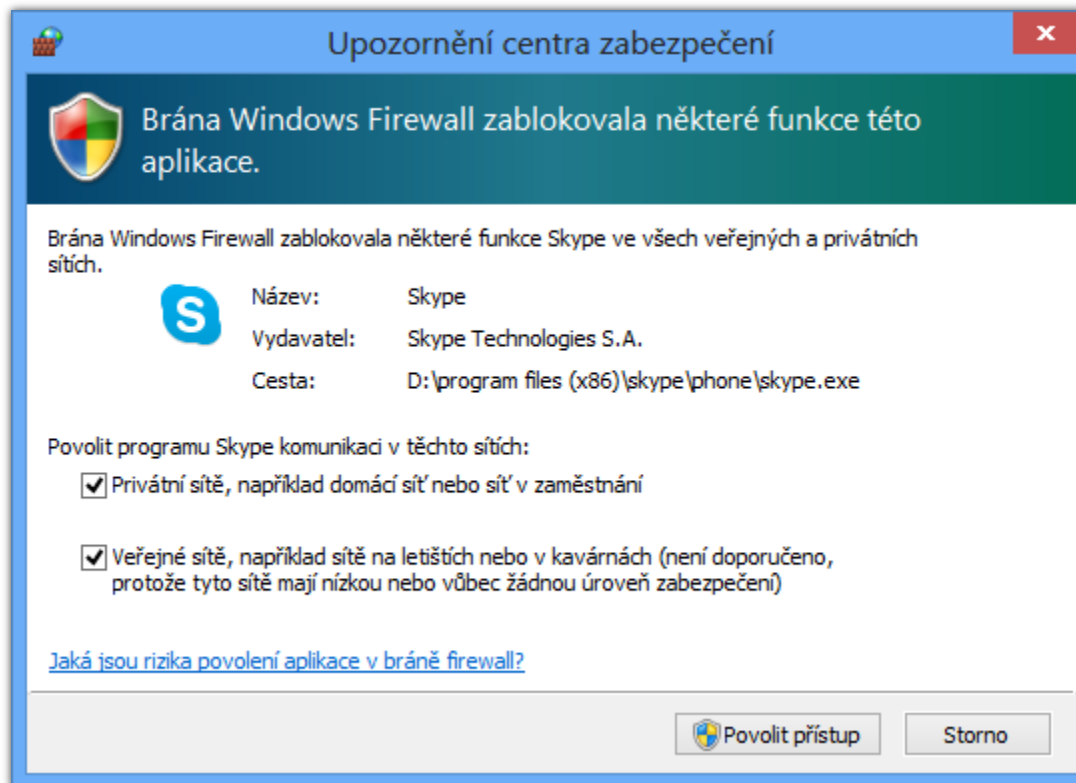 Upozornění centra zabezpečení
Brána Windows Firewall zablokovala některé funkce této
aplikace.
Brána Windows Firewall zablokovala některé funkce Skype ve všech veřejných a privátních
sítích.
S
Název: Skype
Vydavatel: Skype Technologies S.A.
Cesta: D:\program files (x86)\skype\phone\skype.exe
Povolit programu Skype komunikaci v těchto sítích:
Privátní sítě, například domácí síť nebo síť v zaměstnání
Veřejné sítě, například sítě na letištích nebo v kavárnách (není doporučeno,
protože tyto sítě mají nízkou nebo vůbec žádnou úroveň zabezpečení)
Jaká jsou rizika povolení aplikace v bráně firewall?
Povolit přístup Storno